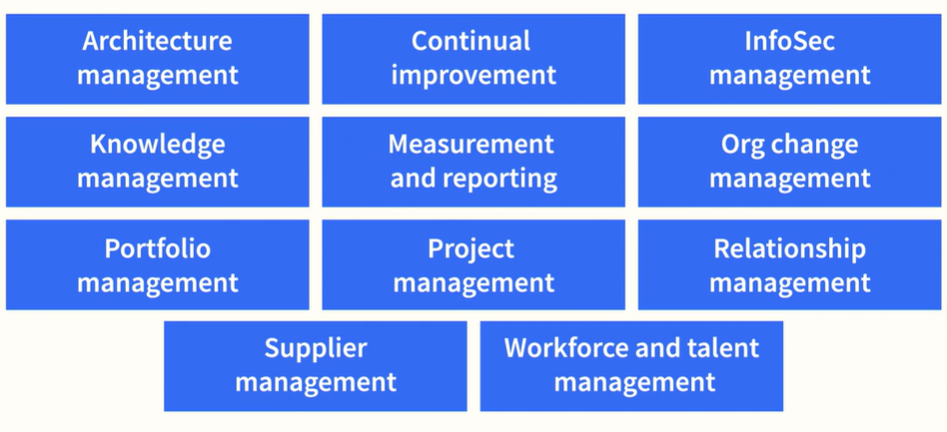 Architecture
management
Continual
improvement
InfoSec
management
Knowledge
management
Measurement
and reporting
Org change
management
Portfolio
management
Project
management
Relationship
management
Supplier
management
Workforce and talent
management